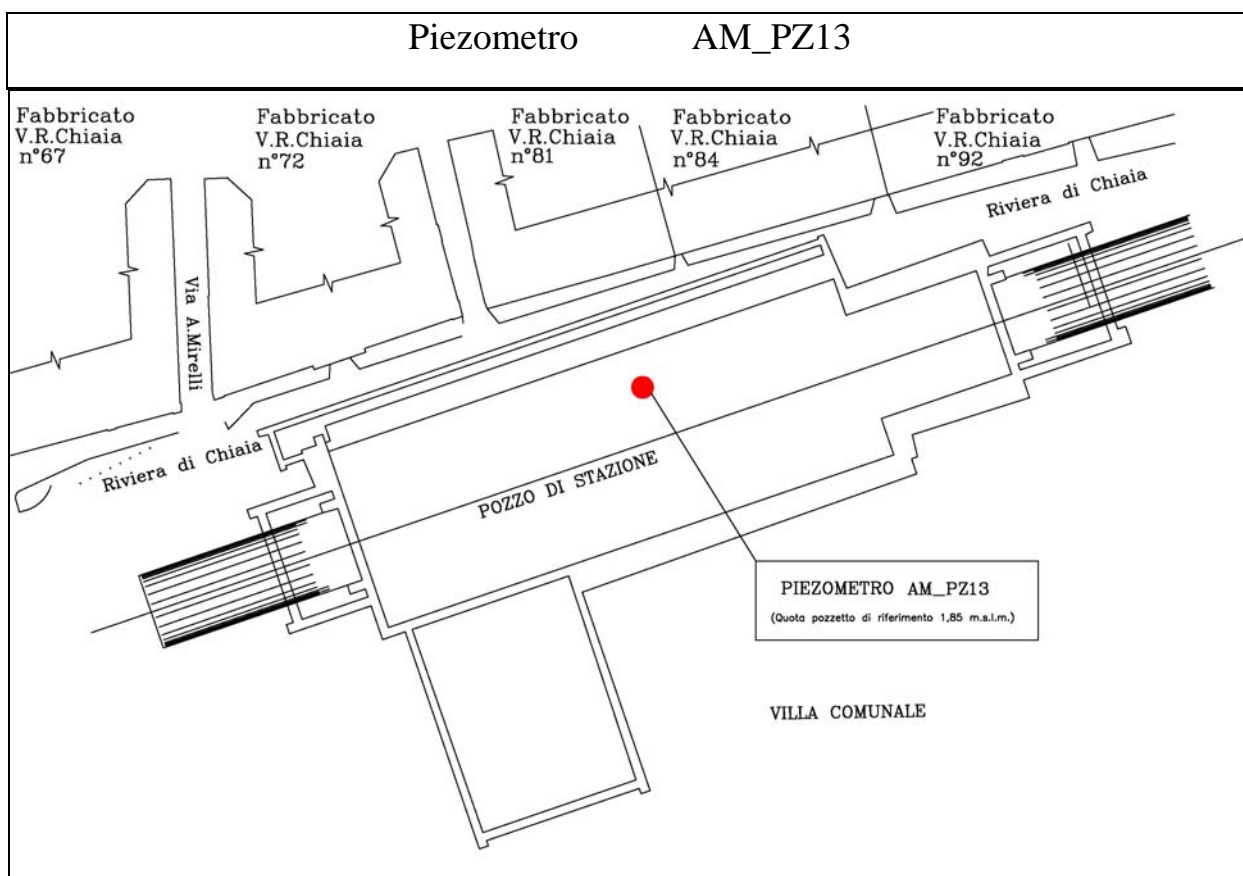 Piezometro AM_PZ13
Fabbricato
V.R.Chiaia
n°67
Fabbricato
V.R.Chiaia
n°72
Fabbricato
V.R.Chiaia
n°81
Fabbricato
V.R.Chiaia
n°84
Fabbricato
V.R.Chiaia
n°92
Riviera di Chiaia
Via A.Mirelli
Riviera di Chiaia
POZZO DI STAZIONE
PIEZOMETRO AM_PZ13
(Quota pozzetto di riferimento 1,85 m.s.l.m.)
VILLA COMUNALE